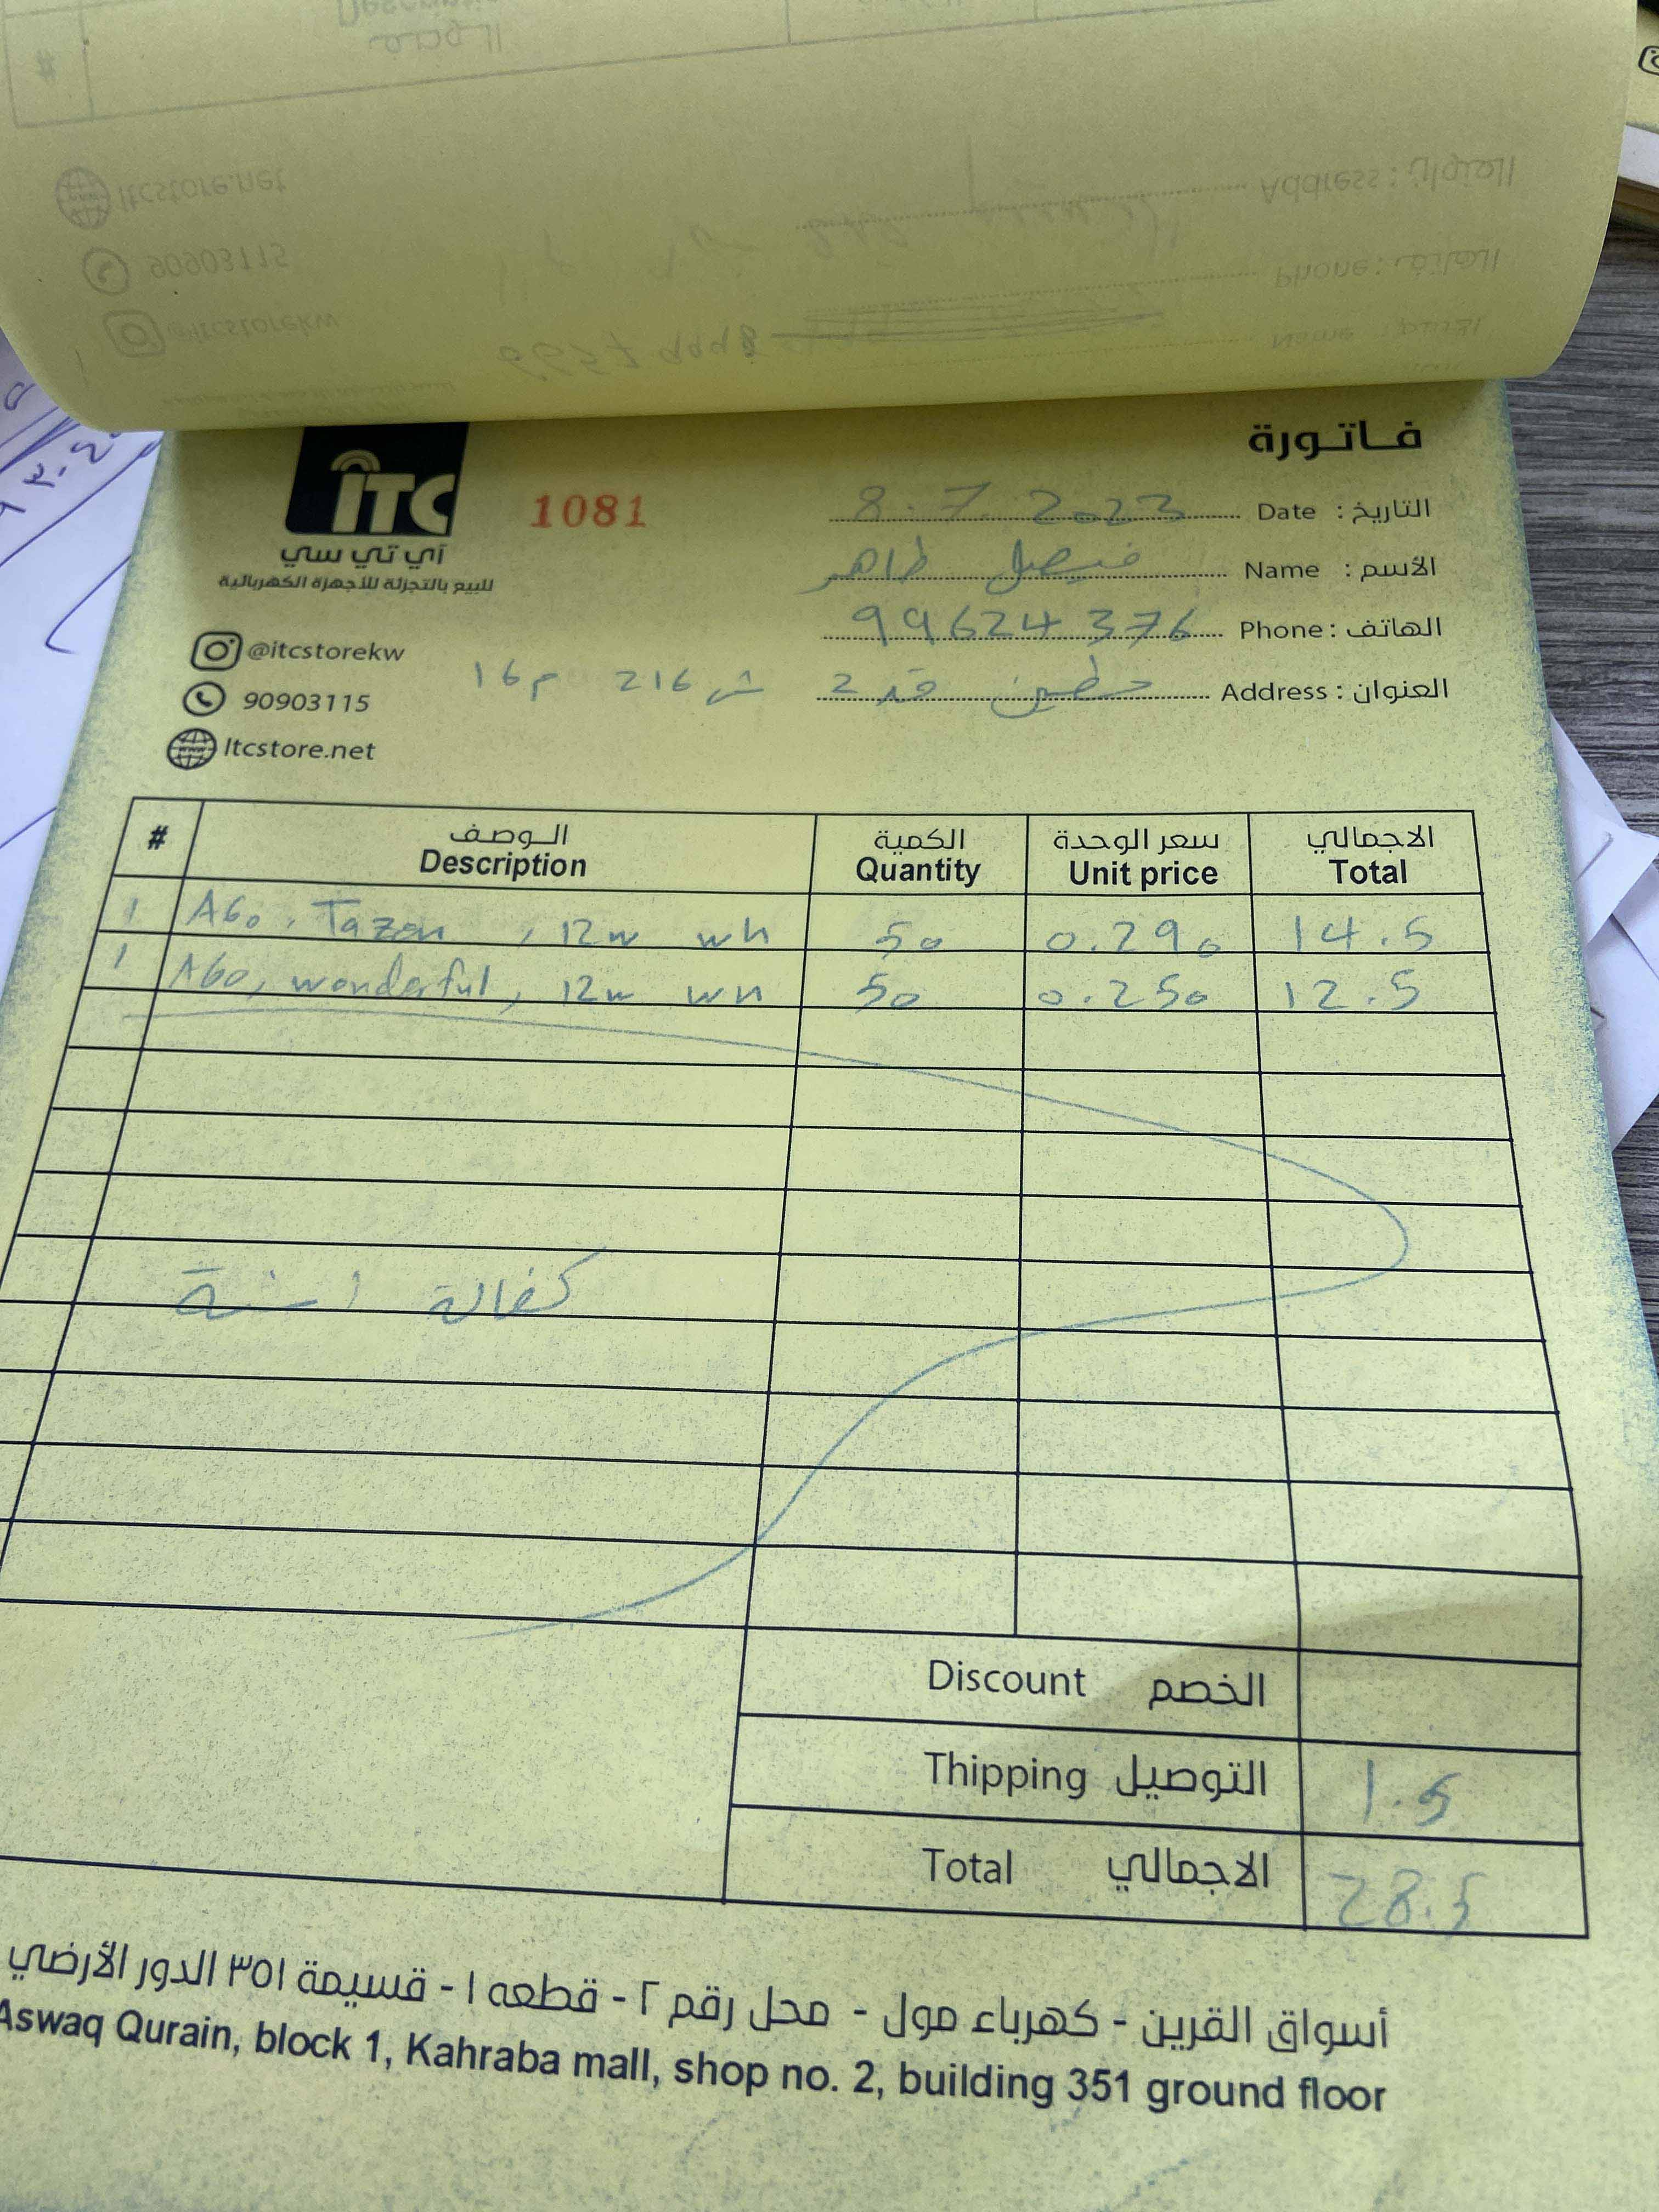 فاتورة
ITC
آي تي سي
للبيع بالتجزئة للأجهزة الكهربائية
1081
التاريخ : Date 8.7.2023
الأسم : Name فيصل طاهر
الهاتف : Phone 99624376
العنوان : Address حطين ق 2 ش 216 م 16
@itcstorekw
90903115
Itcstore.net
# الوصف الكمية سعر الوحدة الاجمالي
Description Quantity Unit price Total
1 A60, Tazon, 12w wh 50 0.290 14.5
1 A60, wonderful, 12w wh 50 0.250 12.5
كفالة 1 سنة
Discount الخصم
Thipping التوصيل 1.5
Total الاجمالي 28.5
أسواق القرين - كهرباء مول - محل رقم ٢ - قطعه ١ - قسيمة ٣٥١ الدور الأرضي
Aswaq Qurain, block 1, Kahraba mall, shop no. 2, building 351 ground floor